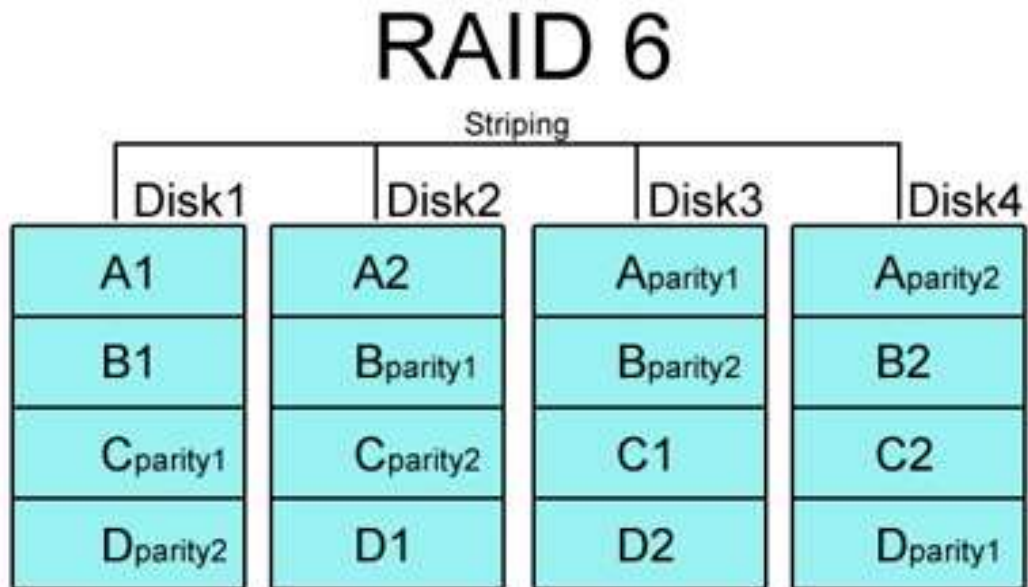 RAID 6
Striping
Disk1 Disk2 Disk3 Disk4
A1 A2 Aparity1 Aparity2
B1 Bparity1 Bparity2 B2
Cparity1 Cparity2 C1 C2
Dparity2 D1 D2 Dparity1